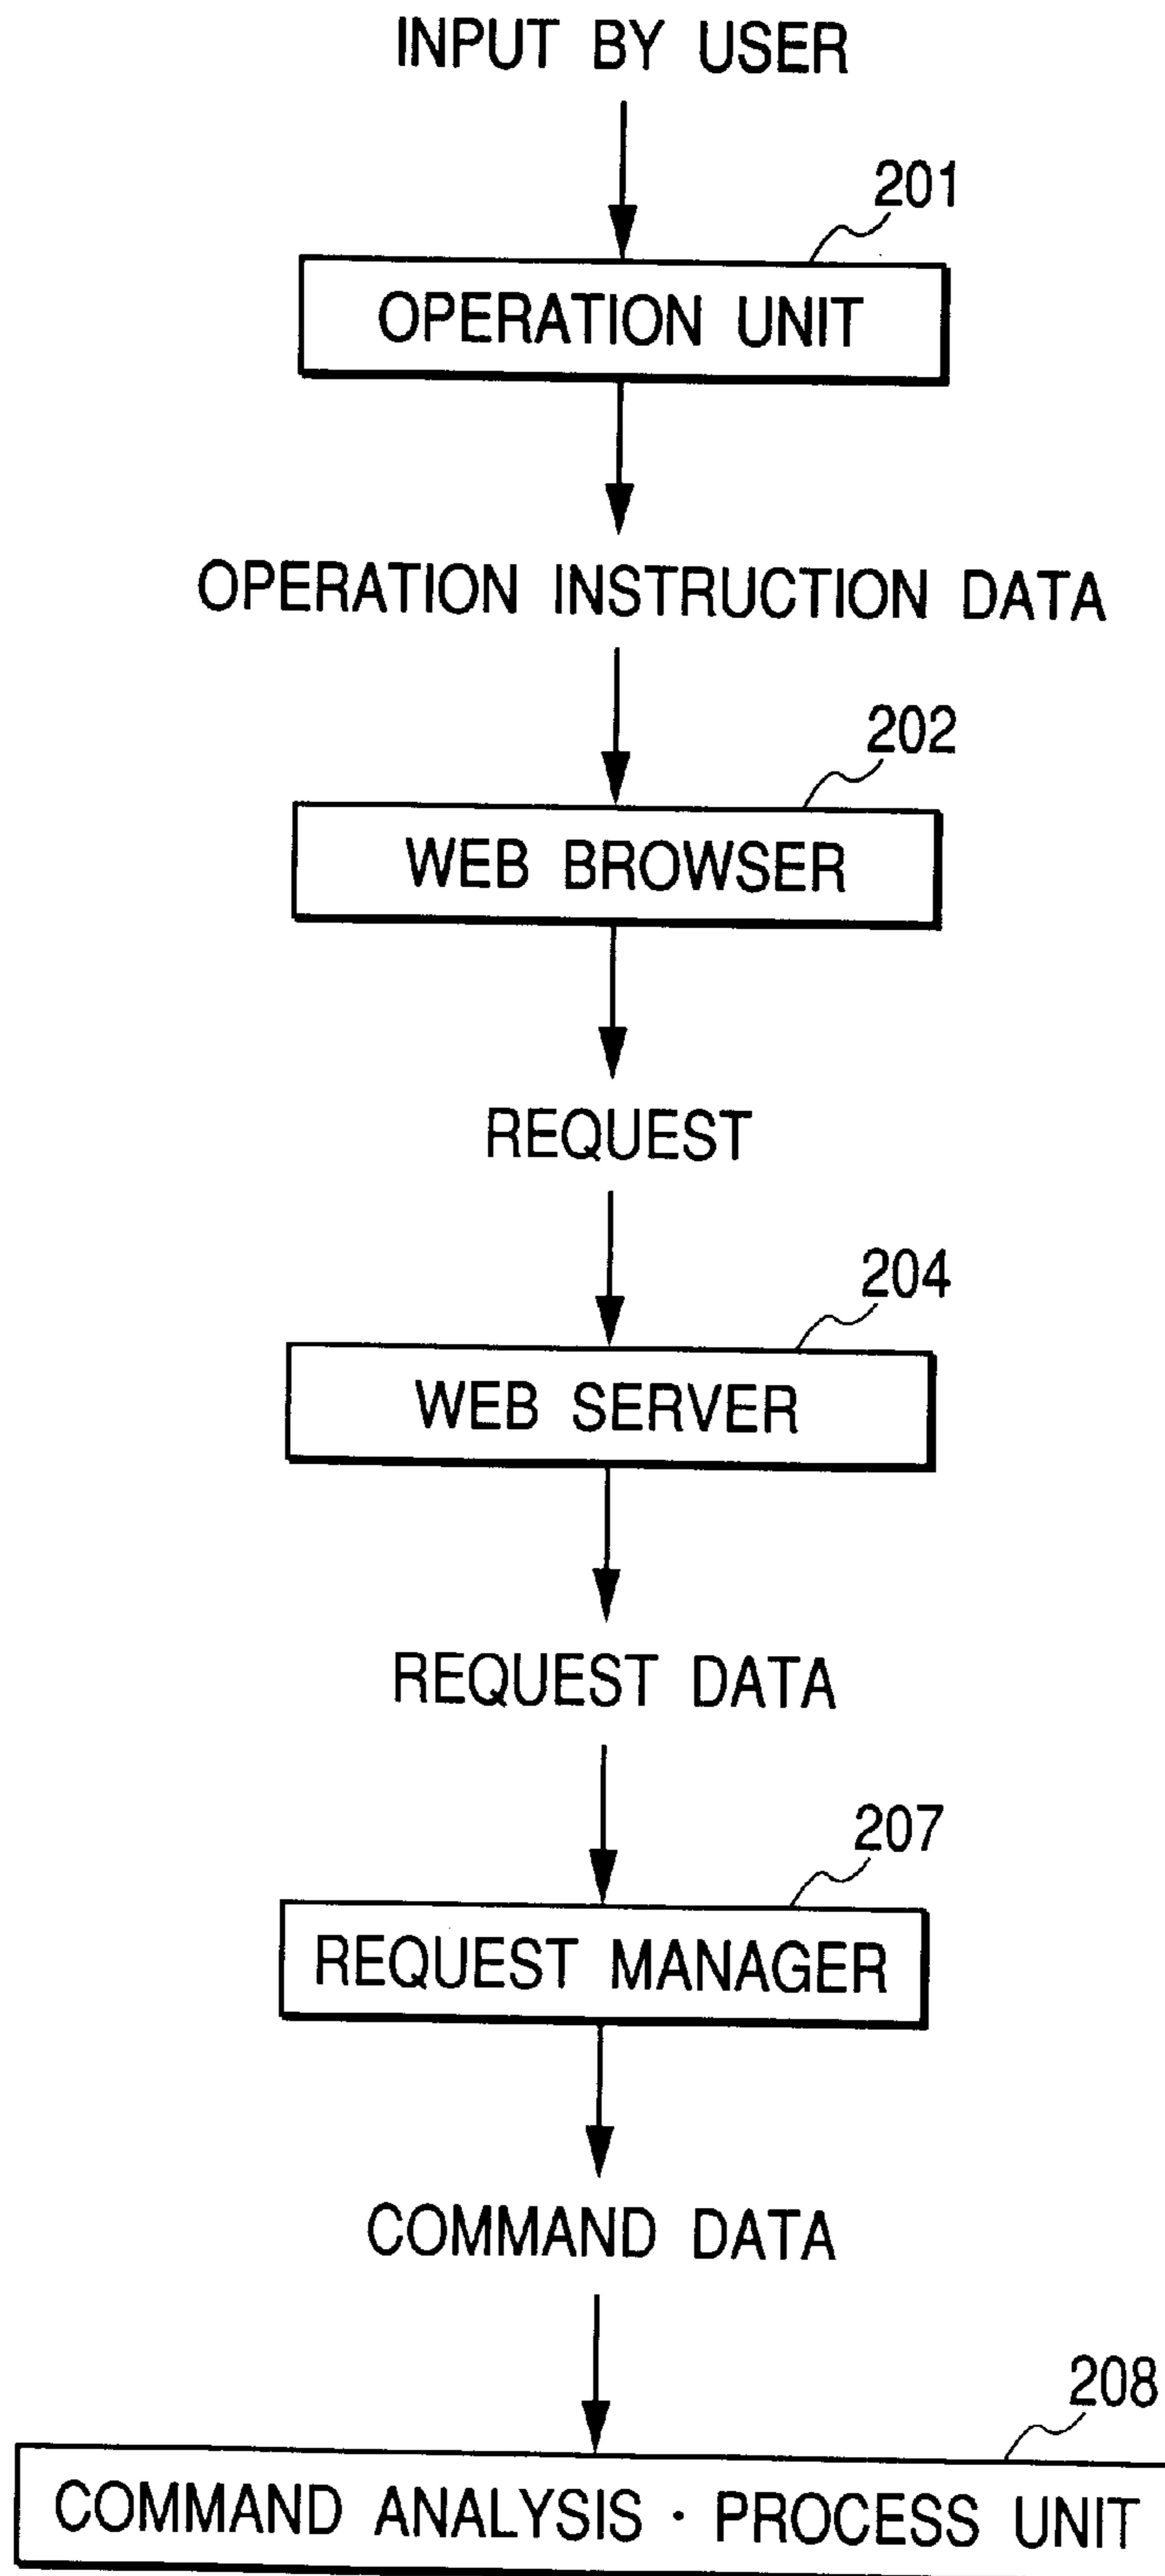 INPUT BY USER
201
OPERATION UNIT
OPERATION INSTRUCTION DATA
202
WEB BROWSER
REQUEST
204
WEB SERVER
REQUEST DATA
207
REQUEST MANAGER
COMMAND DATA
208
COMMAND ANALYSIS · PROCESS UNIT